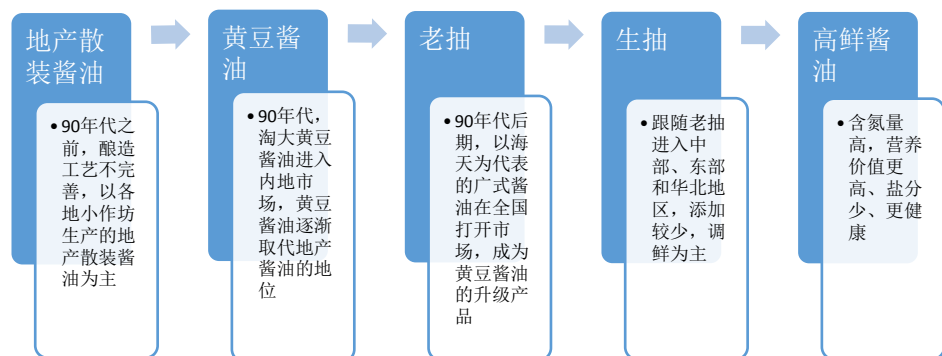 地产散
装酱油
•90年代之
前，酿造
工艺不完
善，以各
地小作坊
生产的地
产散装酱
油为主
黄豆酱
油
•90年代，
淘大黄豆
酱油进入
内地市
场，黄豆
酱油逐渐
取代地产
酱油的地
位
老抽
•90年代后
期，以海
天为代表
的广式酱
油在全国
打开市
场，成为
黄豆酱油
的升级产
品
生抽
•跟随老抽
进入中
部、东部
和华北地
区，添加
较少，调
鲜为主
高鲜酱
油
•含氮量
高，营养
价值更
高、盐分
少、更健
康